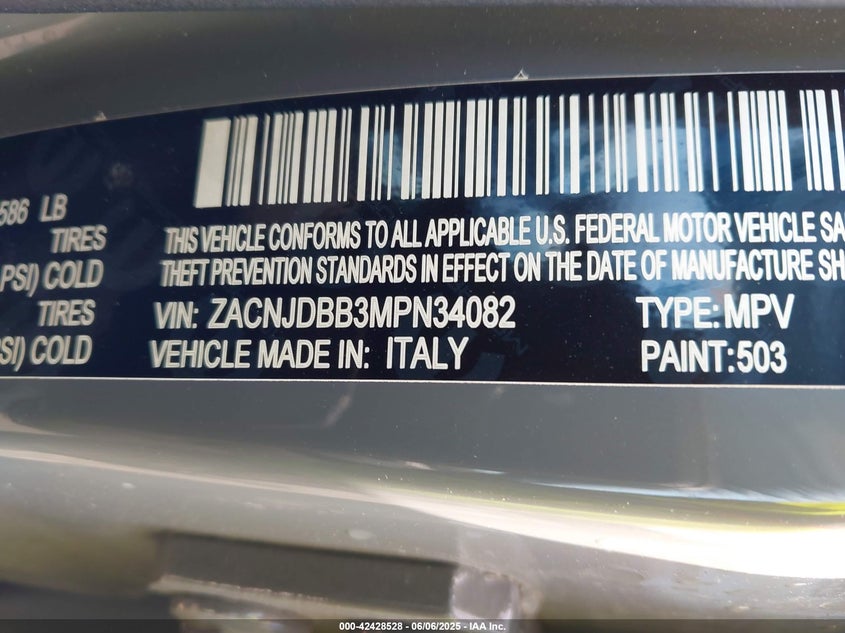 586 LB
TIRES
PSI) COLD
TIRES
PSI) COLD
THIS VEHICLE CONFORMS TO ALL APPLICABLE U.S. FEDERAL MOTOR VEHICLE SA
THEFT PREVENTION STANDARDS IN EFFECT ON THE DATE OF MANUFACTURE SH
VIN: ZACNJDBB3MPN34082 TYPE: MPV
VEHICLE MADE IN: ITALY PAINT:503
000-42428528 - 06/06/2025 - IAA Inc.